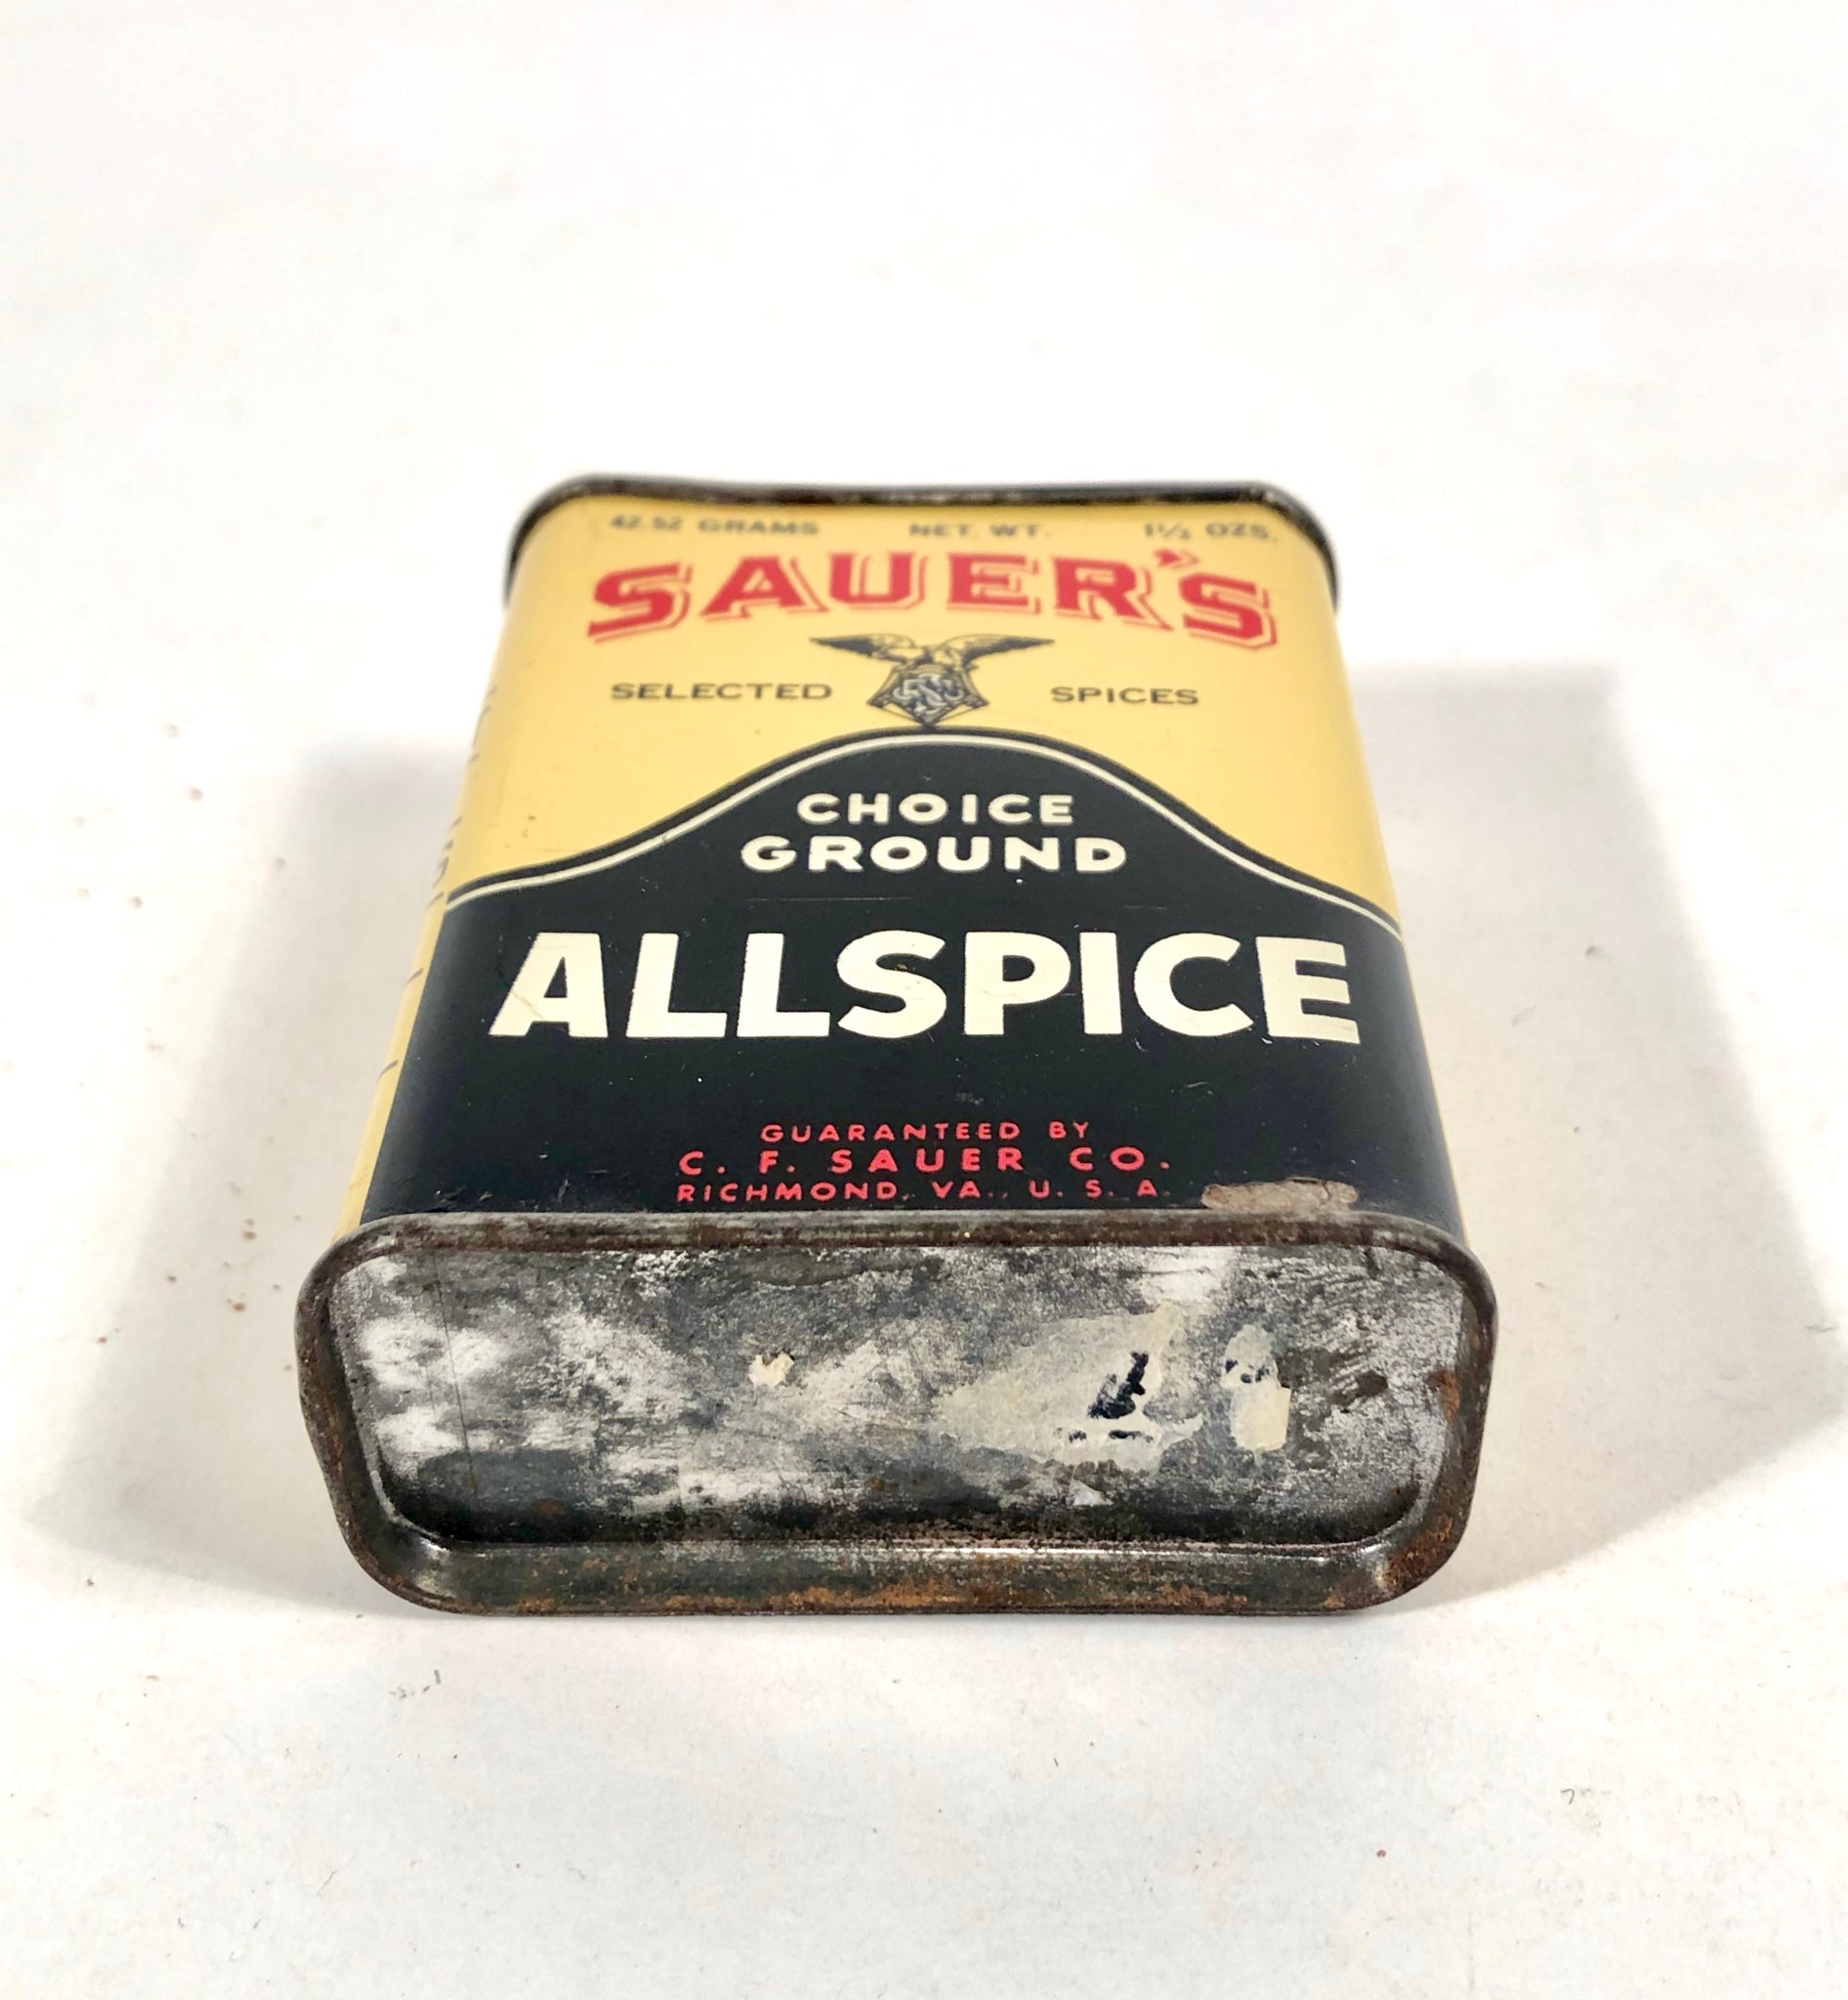 42.52 GRAMS NET. WT. 1½ OZS.
SAUER'S
SELECTED SPICES
CHOICE
GROUND
ALLSPICE
GUARANTEED BY
C. F. SAUER CO.
RICHMOND, VA., U. S. A.